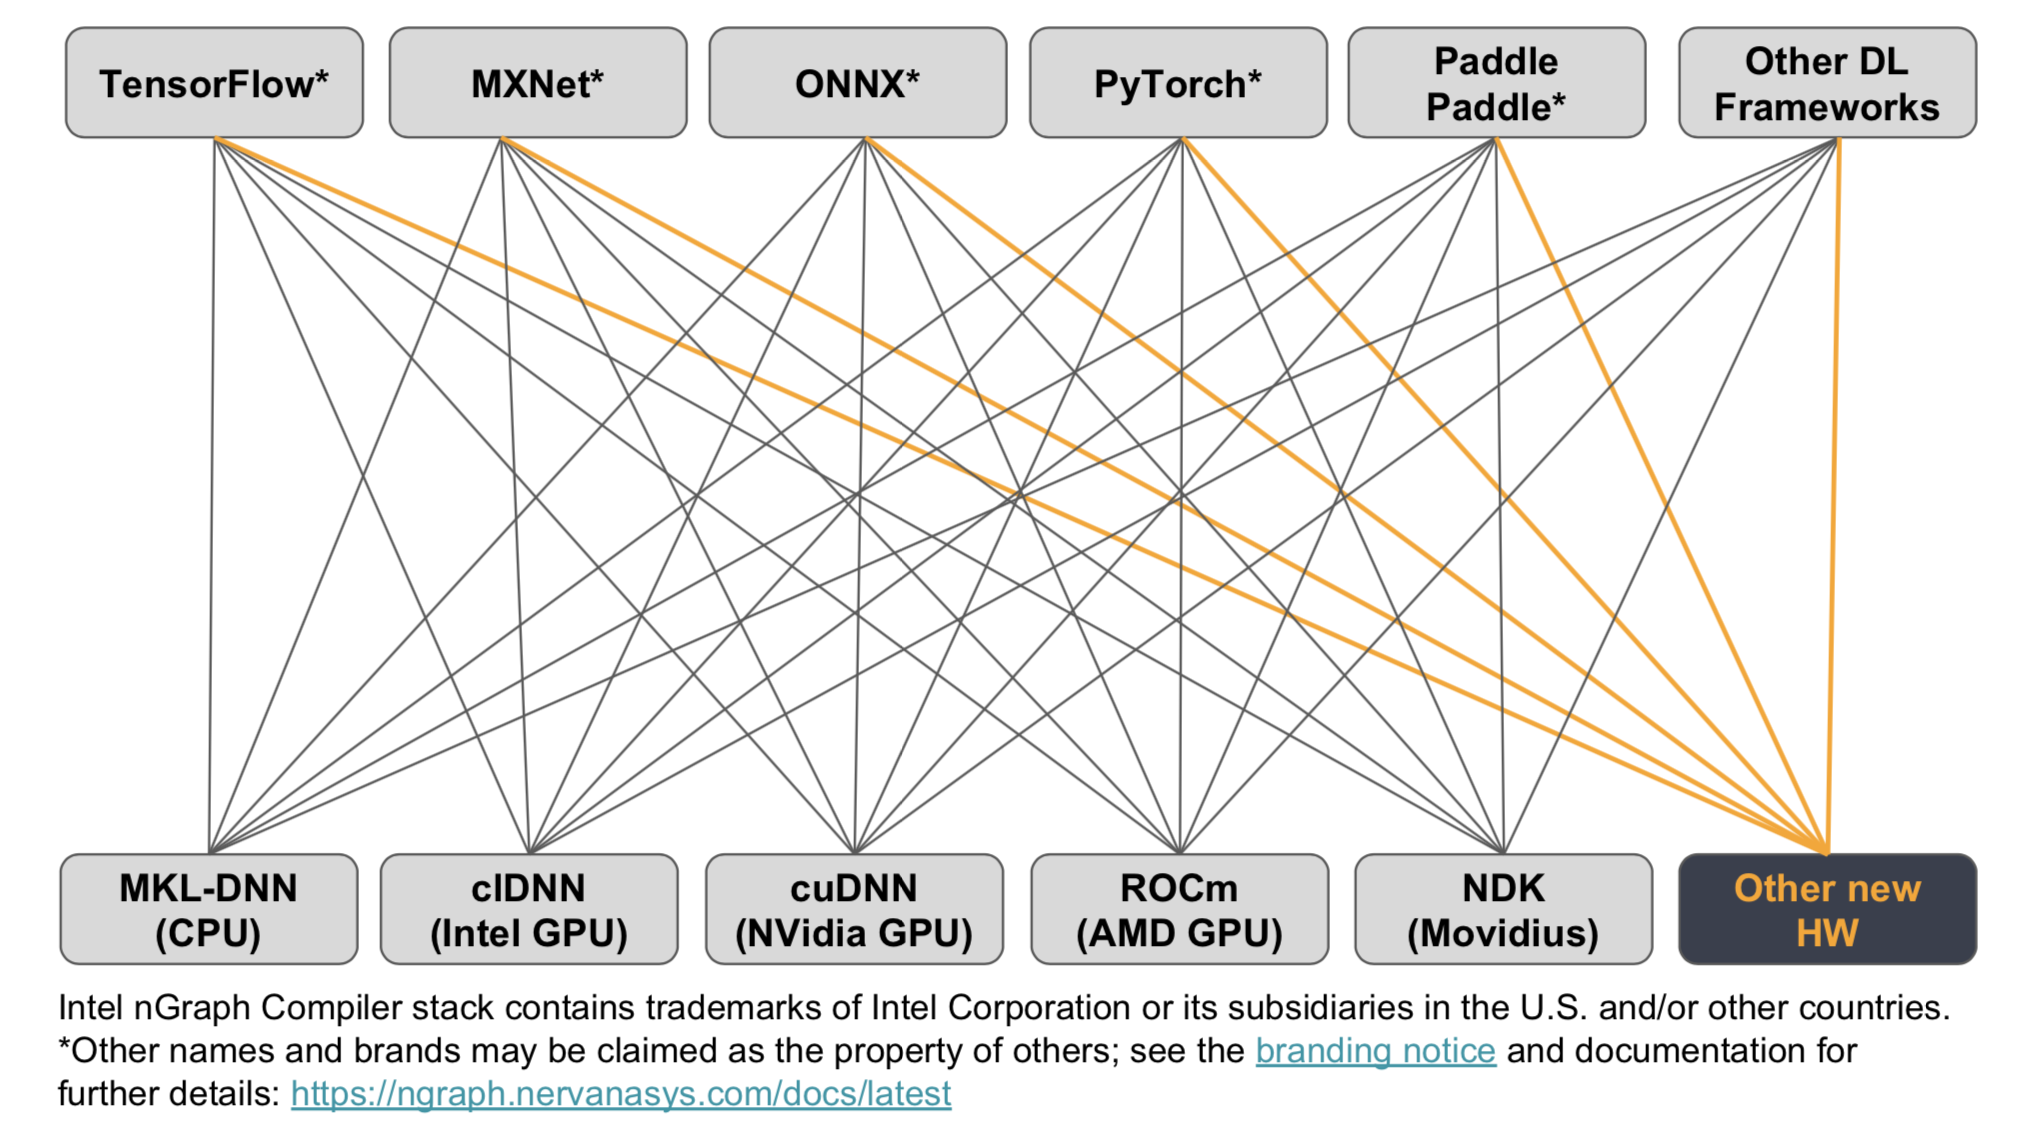 TensorFlow*
MXNet*
ONNX*
PyTorch*
Paddle
Paddle*
Other DL
Frameworks
MKL-DNN
(CPU)
clDNN
(Intel GPU)
cuDNN
(NVidia GPU)
ROCm
(AMD GPU)
NDK
(Movidius)
Other new
HW
Intel nGraph Compiler stack contains trademarks of Intel Corporation or its subsidiaries in the U.S. and/or other countries.
*Other names and brands may be claimed as the property of others; see the branding notice and documentation for
further details: https://ngraph.nervanasys.com/docs/latest